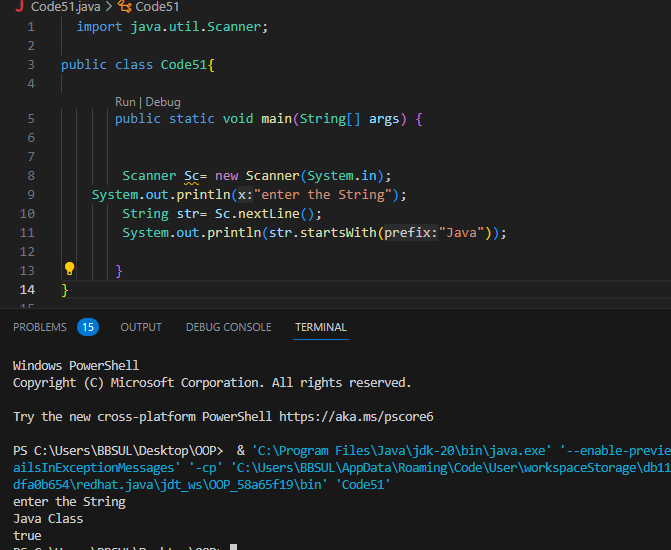 J Code51.java > Code51
1 import java.util.Scanner;
2
3 public class Code51{
4
Run | Debug
5 public static void main(String[] args) {
6
7
8 Scanner Sc= new Scanner(System.in);
9 System.out.println(x:"enter the String");
10 String str= Sc.nextLine();
11 System.out.println(str.startsWith(prefix:"Java"));
12
13 }
14 }
15
PROBLEMS 15 OUTPUT DEBUG CONSOLE TERMINAL
Windows PowerShell
Copyright (C) Microsoft Corporation. All rights reserved.
Try the new cross-platform PowerShell https://aka.ms/pscore6
PS C:\Users\BBSUL\Desktop\OOP> & 'C:\Program Files\Java\jdk-20\bin\java.exe' '--enable-previe
ailsInExceptionMessages' '-cp' 'C:\Users\BBSUL\AppData\Roaming\Code\User\workspaceStorage\db11
dfa0b654\redhat.java\jdt_ws\OOP_58a65f19\bin' 'Code51'
enter the String
Java Class
true
PS C:\Users\BBSUL\Desktop\OOP>